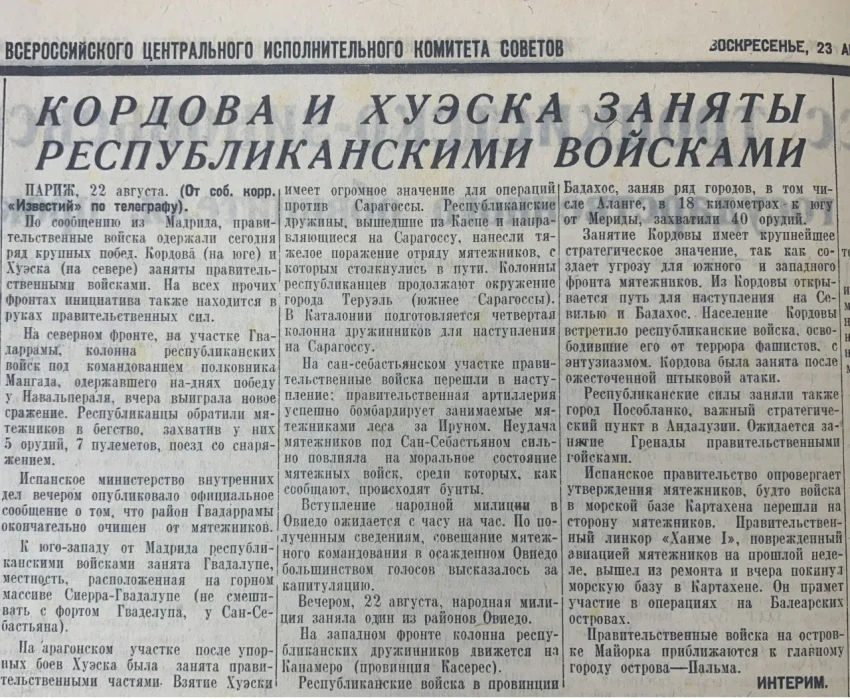 ВСЕРОССИЙСКОГО ЦЕНТРАЛЬНОГО ИСПОЛНИТЕЛЬНОГО КОМИТЕТА СОВЕТОВ
ВОСКРЕСЕНЬЕ, 23
КОРДОВА И ХУЭСКА ЗАНЯТЫ
РЕСПУБЛИКАНСКИМИ ВОЙСКАМИ
ПАРИЖ, 22 августа. (От соб. корр.
«Известий» по телеграфу).
По сообщению из Мадрида, прави-
тельственные войска одержали сегодня
ряд крупных побед. Кордова (на юге) и
Хуэска (на севере) заняты правитель-
ственными войсками. На всех прочих
фронтах инициатива также находится в
руках правительственных сил.
На северном фронте, на участке Гва-
даррамы, колонна республиканских
войск под командованием полковника
Мангада, одержавшего на-днях победу
у Навальпераля, вчера выиграла новое
сражение. Республиканцы обратили мя-
тежников в бегство, захватив у них
5 орудий, 7 пулеметов, поезд со снаря-
жением.
Испанское министерство внутренних
дел вечером опубликовало официальное
сообщение о том, что район Гвадаррамы
окончательно очищен от мятежников.
К юго-западу от Мадрида республи-
канскими войсками занята Гвадалупе,
местность, расположенная на горном
массиве Сиерра-Гвадалупе (не смеши-
вать с фортом Гваделупа, у Сан-Се-
бастьяна).
На арагонском участке после упор-
ных боев Хуэска была занята прави-
тельственными частями. Взятие Хуэски
имеет огромное значение для операций
против Сарагоссы. Республиканские
дружины, вышедшие из Каспе и напра-
вляющиеся на Сарагоссу, нанесли тя-
желое поражение отряду мятежников, с
которым столкнулись в пути. Колонны
республиканцев продолжают окружение
города Теруэль (южнее Сарагоссы).
В Каталонии подготовляется четвертая
колонна дружинников для наступления
на Сарагоссу.
На сан-себастьянском участке прави-
тельственные войска перешли в насту-
пление; правительственная артиллерия
успешно бомбардирует занимаемые мя-
тежниками леса за Ируном. Неудача
мятежников под Сан-Себастьяном силь-
но повлияла на моральное состояние
мятежных войск, среди которых, как
сообщают, происходят бунты.
Вступление народной милиции в
Овиедо ожидается с часу на час. По по-
лученным сведениям, совещание мятеж-
ного командования в осажденном Овиедо
большинством голосов высказалось за
капитуляцию.
Вечером, 22 августа, народная мили-
ция заняла один из районов Овиедо.
На западном фронте колонна респу-
бликанских дружинников движется на
Канамеро (провинция Касерес).
Республиканские войска в провинции
Бадахос, заняв ряд городов, в том чи-
сле Аланге, в 18 километрах к югу
от Мериды, захватили 40 орудий.
Занятие Кордовы имеет крупнейшее
стратегическое значение, так как со-
здает угрозу для южного и западного
фронта мятежников. Из Кордовы откры-
вается путь для наступления на Се-
вилью и Бадахос. Население Кордовы
встретило республиканские войска, осво-
бодившие его от террора фашистов, с
энтузиазмом. Кордова была занята после
ожесточенной штыковой атаки.
Республиканские силы заняли также
город Пособланко, важный стратегиче-
ский пункт в Андалузии. Ожидается за-
нятие Гренады правительственными
войсками.
Испанское правительство опровергает
утверждения мятежников, будто войска
в морской базе Картахена перешли на
сторону мятежников. Правительствен-
ный линкор «Хаиме I», поврежденный
авиацией мятежников на прошлой неде-
ле, вышел из ремонта и вчера покинул
морскую базу в Картахене. Он примет
участие в операциях на Балеарских
островах.
Правительственные войска на остров-
ке Майорка приближаются к главному
городу острова—Пальма.
ИНТЕРИМ.